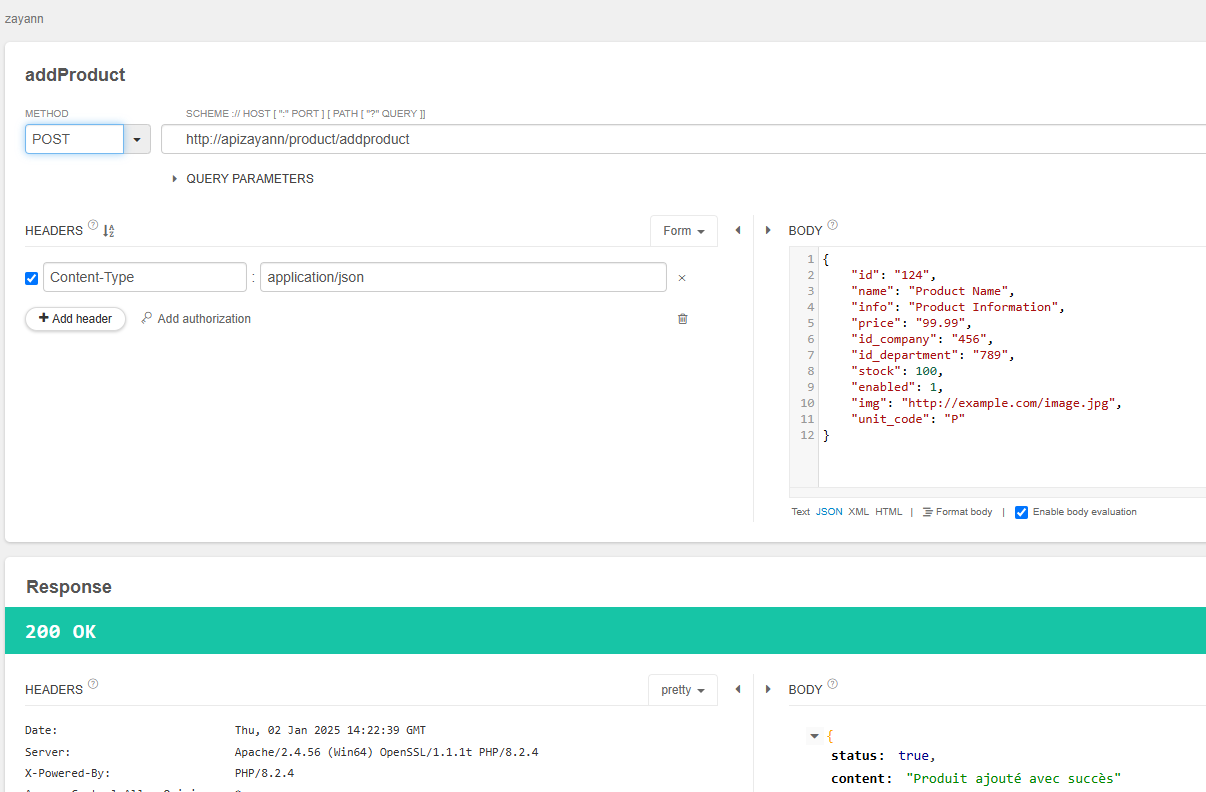 zayann
addProduct
METHOD
SCHEME :// HOST [ ":" PORT ] [ PATH [ "?" QUERY ]]
POST
http://apizayann/product/addproduct
QUERY PARAMETERS
HEADERS ? A Z
Form
BODY ?
Content-Type : application/json ×
+ Add header
Add authorization
1 {
2 "id": "124",
3 "name": "Product Name",
4 "info": "Product Information",
5 "price": "99.99",
6 "id_company": "456",
7 "id_department": "789",
8 "stock": 100,
9 "enabled": 1,
10 "img": "http://example.com/image.jpg",
11 "unit_code": "P"
12 }
Text JSON XML HTML | Format body | Enable body evaluation
Response
200 OK
HEADERS ?
pretty
BODY ?
Date: Thu, 02 Jan 2025 14:22:39 GMT
Server: Apache/2.4.56 (Win64) OpenSSL/1.1.1t PHP/8.2.4
X-Powered-By: PHP/8.2.4
{
status: true,
content: "Produit ajouté avec succès"